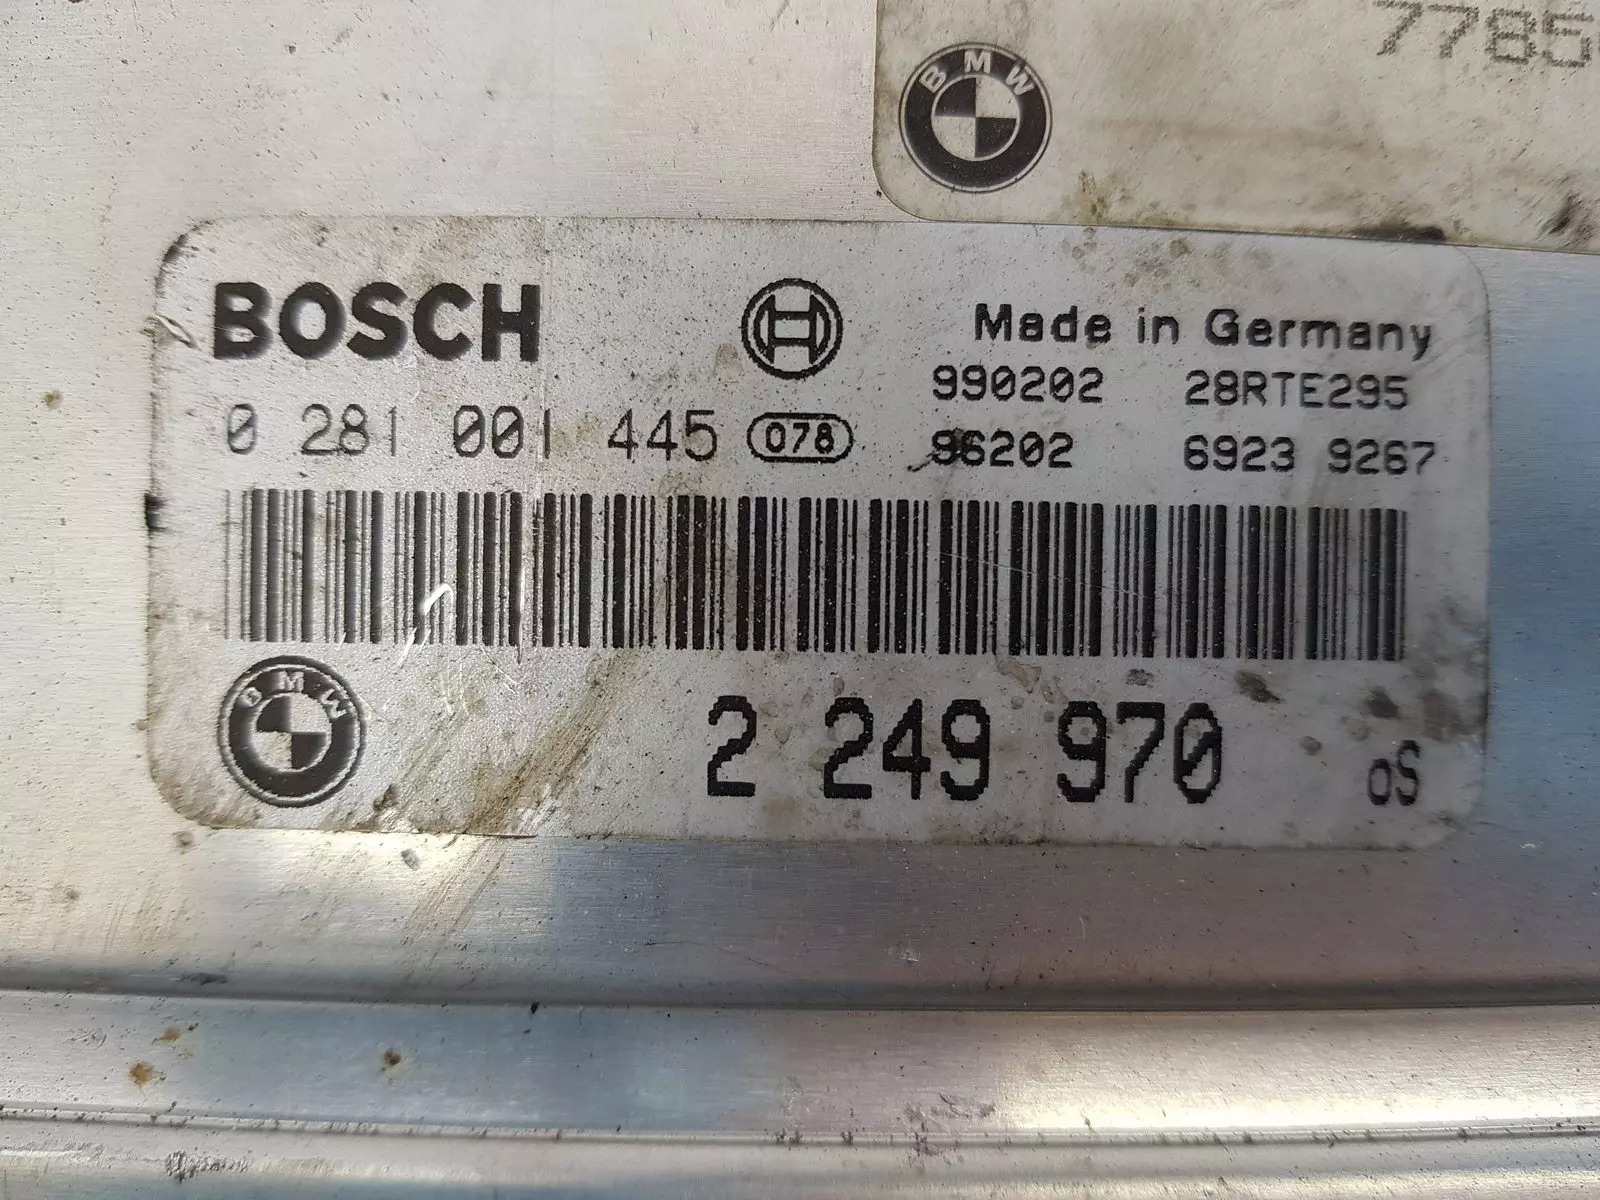 7785
BMW
BOSCH
Made in Germany
990202 28RTE295
0 281 001 445 078
96202 6923 9267
BMW
2 249 970 oS